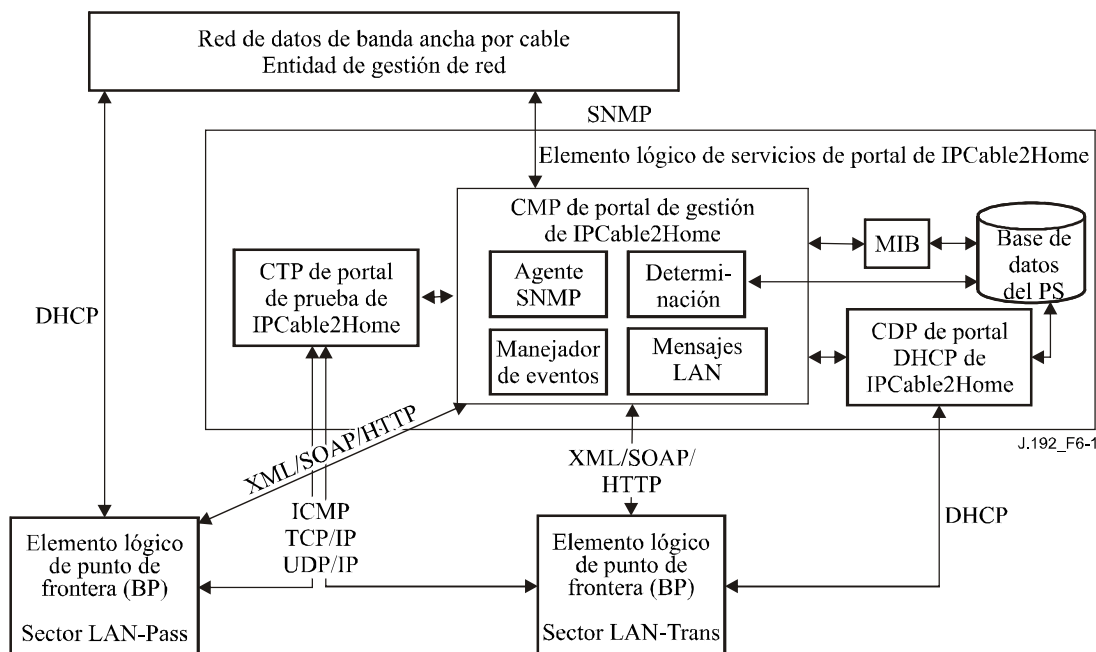 Red de datos de banda ancha por cable
Entidad de gestión de red
SNMP
Elemento lógico de servicios de portal de IPCable2Home
CMP de portal de gestión
de IPCable2Home
Agente
SNMP
Determi-
nación
Manejador
de eventos
Mensajes
LAN
CTP de portal
de prueba de
IPCable2Home
MIB
Base de
datos
del PS
CDP de portal
DHCP de
IPCable2Home
DHCP
XML/SOAP/HTTP
XML/SOAP/
HTTP
J.192_F6-1
ICMP
TCP/IP
UDP/IP
DHCP
Elemento lógico
de punto de
frontera (BP)
Sector LAN-Pass
Elemento lógico
de punto de
frontera (BP)
Sector LAN-Trans